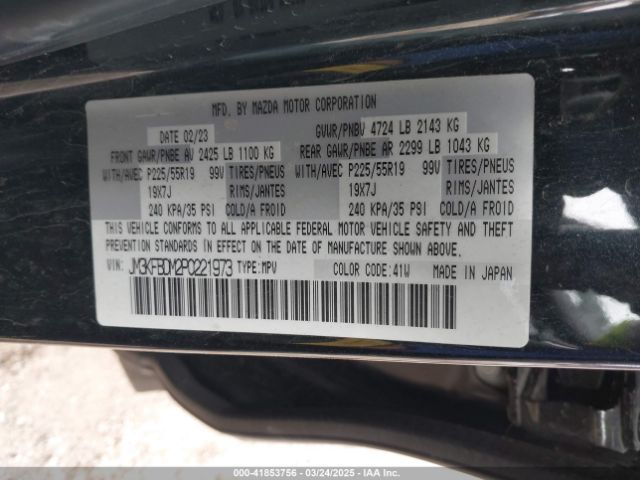 MFD. BY MAZDA MOTOR CORPORATION
DATE 02/23 GVWR/PNBV 4724 LB 2143 KG
FRONT GAWR/PNBE AV 2425 LB 1100 KG REAR GAWR/PNBE AR 2299 LB 1043 KG
WITH/AVEC P225/55R19 99V TIRES/PNEUS WITH/AVEC P225/55R19 99V TIRES/PNEUS
19X7J RIMS/JANTES 19X7J RIMS/JANTES
240 KPA/35 PSI COLD/A FROID 240 KPA/35 PSI COLD/A FROID
THIS VEHICLE CONFORMS TO ALL APPLICABLE FEDERAL MOTOR VEHICLE SAFETY AND THEFT
PREVENTION STANDARDS IN EFFECT ON THE DATE OF MANUFACTURE SHOWN ABOVE.
VIN: JM3KFBDM2P0221973 TYPE:MPV COLOR CODE:41W MADE IN JAPAN
000-41853756 — 03/24/2025 — IAA Inc.